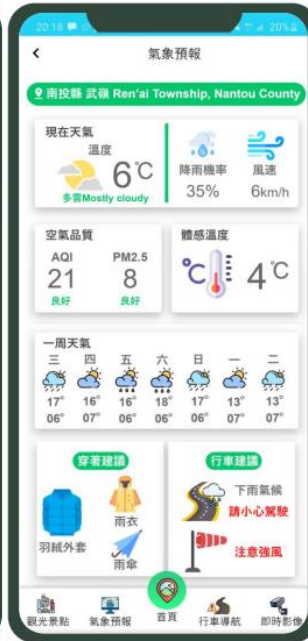 20:18
20%
氣象預報
南投縣 武嶺 Ren'ai Township, Nantou County
現在天氣
溫度
6°C
多雲Mostly cloudy
降雨機率
35%
風速
6km/h
空氣品質
AQI
PM2.5
21
8
良好
良好
體感溫度
°C
4°C
一周天氣
三 四 五 六 日 一 二
17° 16° 16° 18° 17° 13° 13°
06° 07° 06° 06° 06° 07° 07°
穿著建議
羽絨外套
雨衣
雨傘
行車建議
下雨氣候
請小心駕駛
注意強風
觀光景點
氣象預報
首頁
行車導航
即時影像